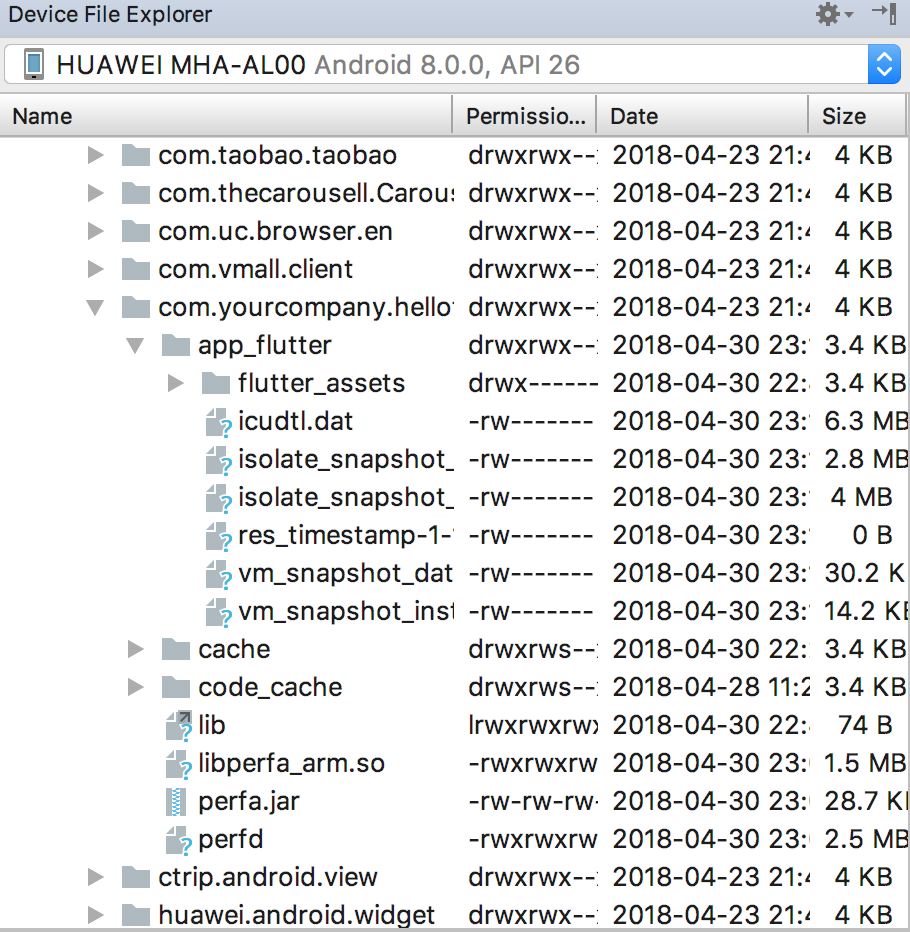 Device File Explorer
HUAWEI MHA-AL00 Android 8.0.0, API 26
Name Permissio... Date Size
com.taobao.taobao drwxrwx-- 2018-04-23 21:4 4 KB
com.thecarousell.Carous drwxrwx-- 2018-04-23 21:4 4 KB
com.uc.browser.en drwxrwx-- 2018-04-23 21:4 4 KB
com.vmall.client drwxrwx-- 2018-04-23 21:4 4 KB
com.yourcompany.hello drwxrwx-- 2018-04-23 21:4 4 KB
app_flutter drwxrwx-- 2018-04-30 23: 3.4 KB
flutter_assets drwx------ 2018-04-30 22: 3.4 KB
icudtl.dat -rw------- 2018-04-30 23: 6.3 MB
isolate_snapshot_ -rw------- 2018-04-30 23: 2.8 MB
isolate_snapshot_ -rw------- 2018-04-30 23: 4 MB
res_timestamp-1- -rw------- 2018-04-30 23: 0 B
vm_snapshot_dat -rw------- 2018-04-30 23: 30.2 K
vm_snapshot_inst -rw------- 2018-04-30 23: 14.2 KB
cache drwxrws-- 2018-04-30 22: 3.4 KB
code_cache drwxrws-- 2018-04-28 11:2 3.4 KB
lib lrwxrwxrwx 2018-04-30 22: 74 B
libperfa_arm.so -rwxrwxrw 2018-04-30 23: 1.5 MB
perfa.jar -rw-rw-rw- 2018-04-30 23: 28.7 K
perfd -rwxrwxrw 2018-04-30 23: 2.5 MB
ctrip.android.view drwxrwx-- 2018-04-23 21:4 4 KB
huawei.android.widget drwxrwx-- 2018-04-23 21:4 4 KB